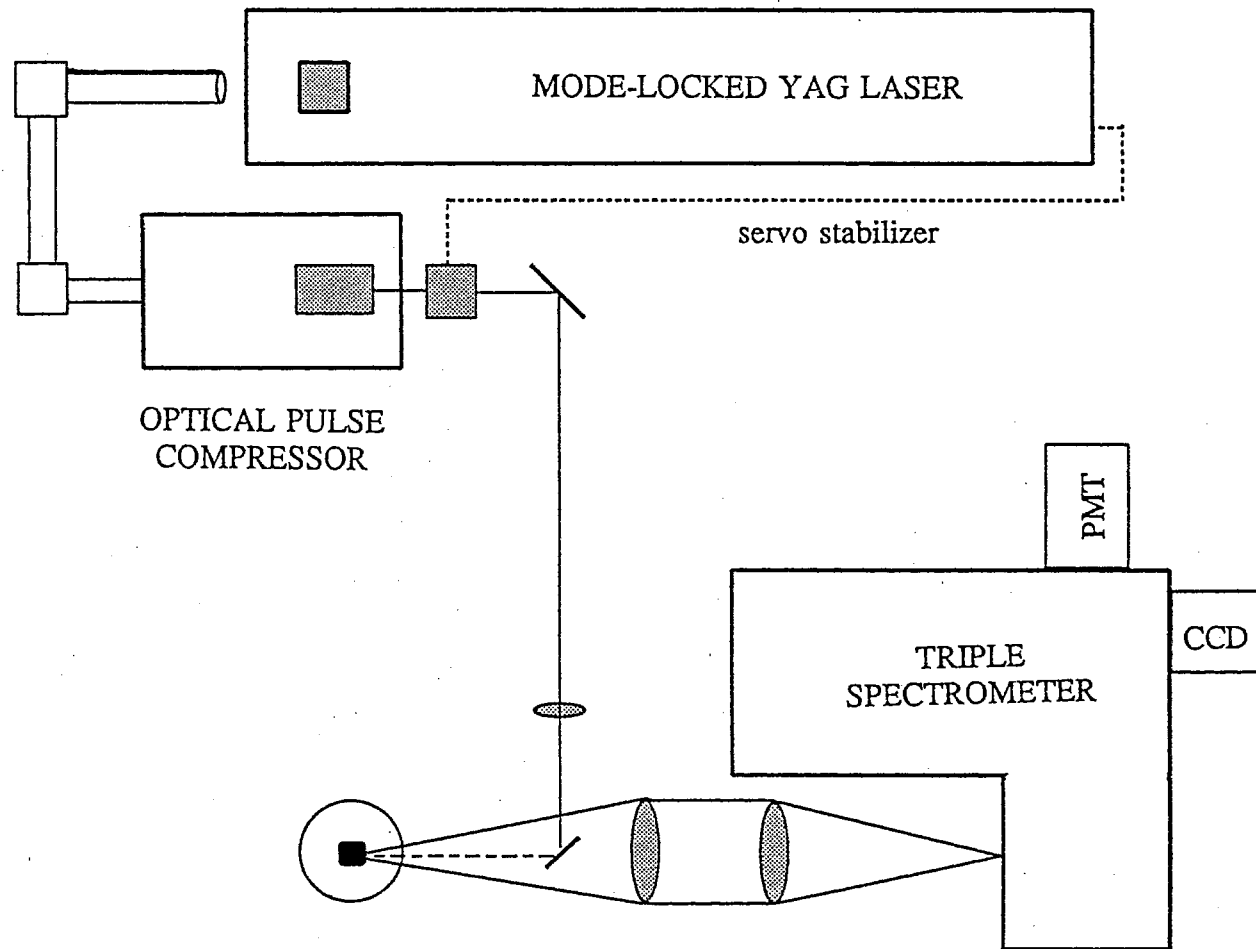 MODE-LOCKED YAG LASER
servo stabilizer
OPTICAL PULSE
COMPRESSOR
PMT
CCD
TRIPLE
SPECTROMETER